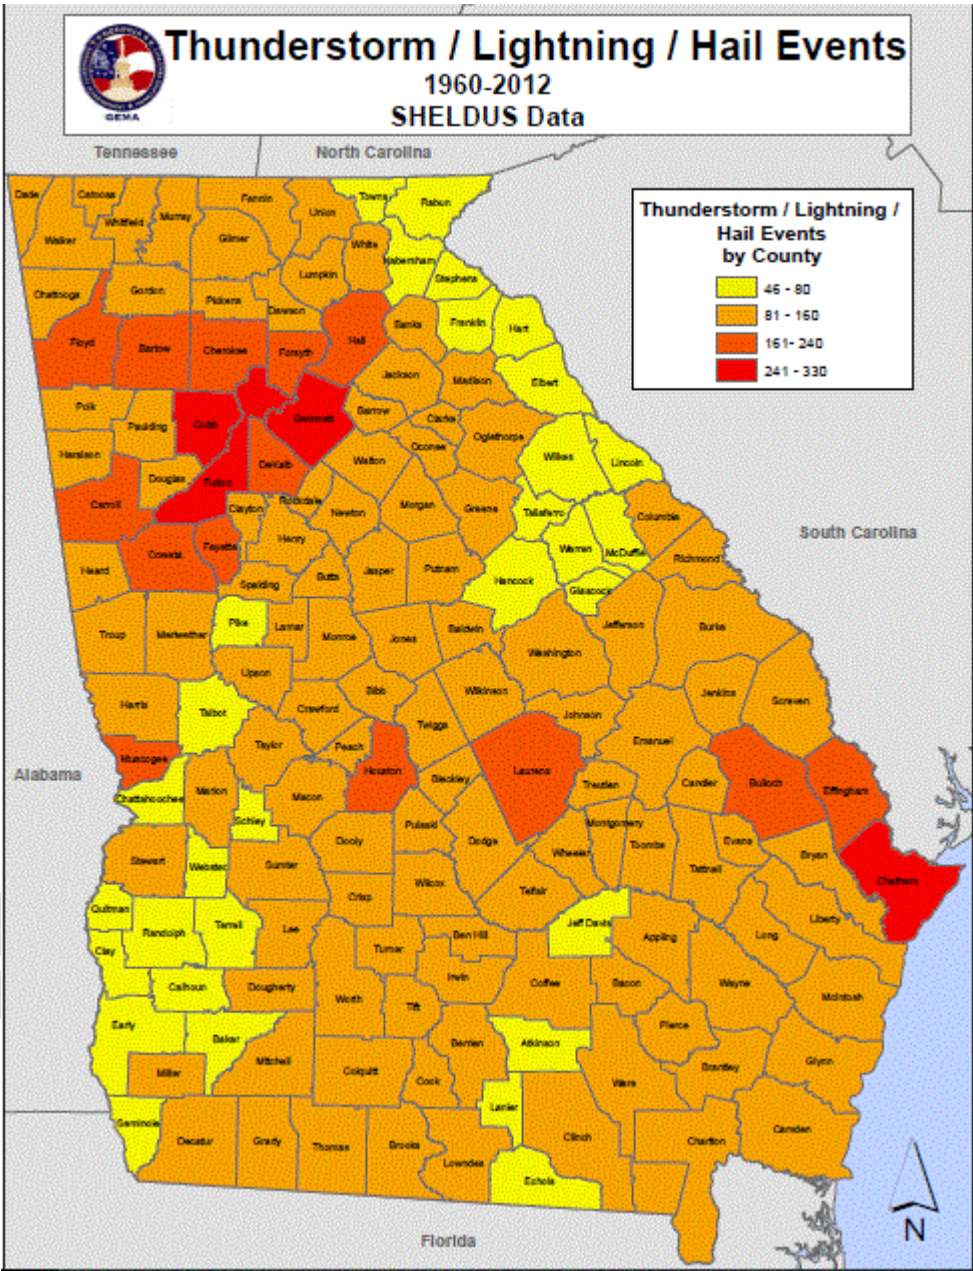 Thunderstorm / Lightning / Hail Events
1960-2012
SHELDUS Data
GEMA
Tennessee
North Carolina
Thunderstorm / Lightning /
Hail Events
by County
46 - 80
81 - 160
161- 240
241 - 330
Dade
Catoosa
Whitfield
Murray
Fannin
Union
Towns
Rabun
Walker
Gilmer
White
Habersham
Stephens
Lumpkin
Chattooga
Gordon
Pickens
Dawson
Hall
Banks
Franklin
Hart
Floyd
Bartow
Cherokee
Forsyth
Jackson
Madison
Elbert
Polk
Paulding
Cobb
Gwinnett
Barrow
Clarke
Oconee
Oglethorpe
Haralson
Douglas
Fulton
DeKalb
Walton
Wilkes
Lincoln
Carroll
Clayton
Rockdale
Newton
Morgan
Greene
Taliaferro
Columbia
South Carolina
Coweta
Fayette
Henry
Warren
McDuffie
Richmond
Heard
Spalding
Butts
Jasper
Putnam
Hancock
Glascock
Troup
Meriwether
Pike
Lamar
Monroe
Jones
Baldwin
Washington
Jefferson
Burke
Harris
Talbot
Upson
Crawford
Bibb
Twiggs
Wilkinson
Johnson
Jenkins
Screven
Muscogee
Taylor
Peach
Houston
Bleckley
Laurens
Emanuel
Treutlen
Candler
Bulloch
Effingham
Alabama
Chattahoochee
Marion
Schley
Macon
Dooly
Pulaski
Dodge
Wheeler
Montgomery
Toombs
Tattnall
Evans
Bryan
Chatham
Stewart
Webster
Sumter
Crisp
Wilcox
Telfair
Liberty
Quitman
Randolph
Terrell
Lee
Turner
Ben Hill
Jeff Davis
Appling
Long
Clay
Calhoun
Dougherty
Worth
Tift
Irwin
Coffee
Bacon
Wayne
McIntosh
Early
Baker
Mitchell
Colquitt
Cook
Berrien
Atkinson
Pierce
Brantley
Glynn
Miller
Lanier
Ware
Seminole
Decatur
Grady
Thomas
Brooks
Lowndes
Clinch
Echols
Charlton
Camden
Florida
N